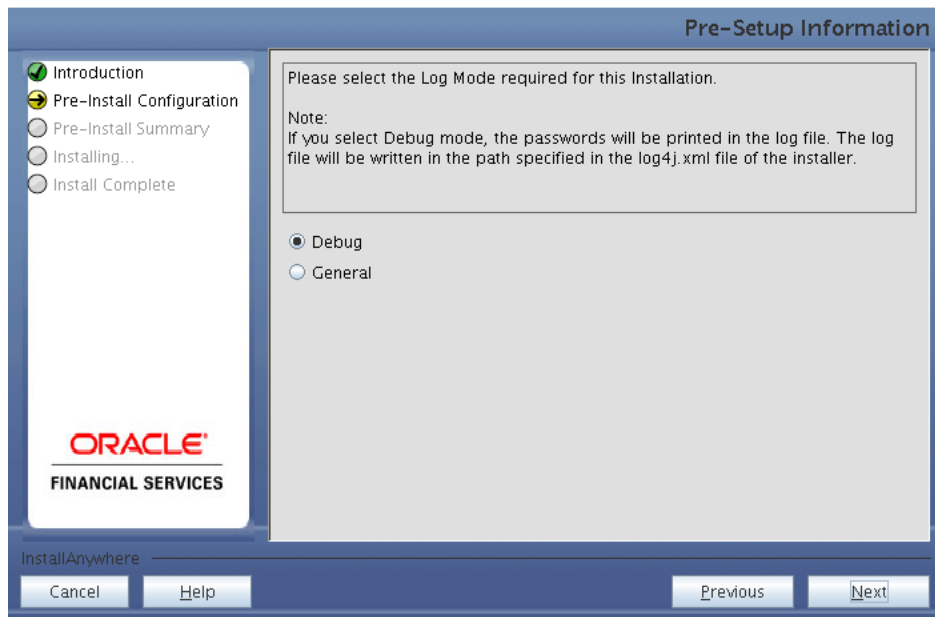 Pre-Setup Information
Introduction
Pre-Install Configuration
Pre-Install Summary
Installing...
Install Complete
ORACLE'
FINANCIAL SERVICES
Please select the Log Mode required for this Installation.
Note:
If you select Debug mode, the passwords will be printed in the log file. The log
file will be written in the path specified in the log4j.xml file of the installer.
Debug
General
InstallAnywhere
Cancel
Help
Previous
Next